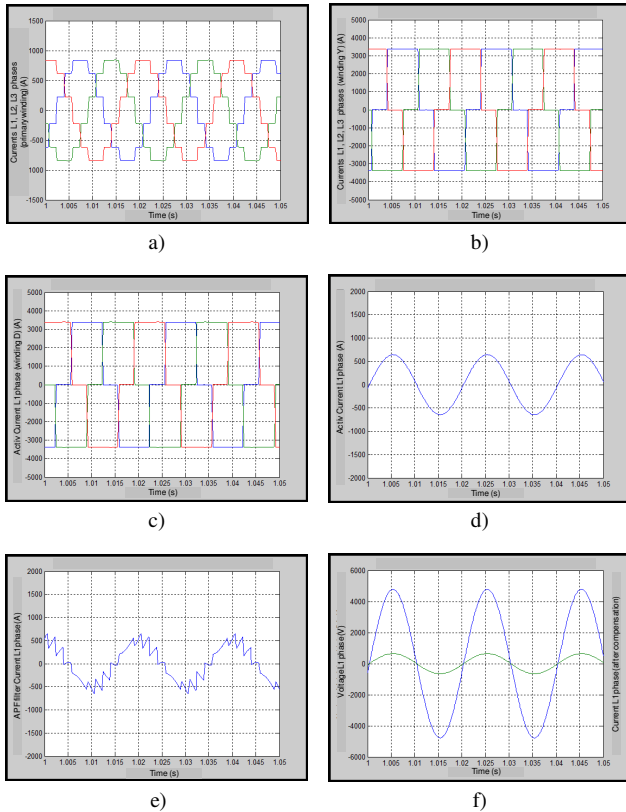 Currents L1, L2, L3 phases
(primary winding) (A)
1500
1000
500
0
-500
-1000
-1500
1 1.005 1.01 1.015 1.02 1.025 1.03 1.035 1.04 1.045 1.05
Time (s)
a)
Currents L1, L2, L3 phases (winding Y) (A)
5000
4000
3000
2000
1000
0
-1000
-2000
-3000
-4000
-5000
1 1.005 1.01 1.015 1.02 1.025 1.03 1.035 1.04 1.045 1.05
Time (s)
b)
Activ Current L1 phase (winding D) (A)
5000
4000
3000
2000
1000
0
-1000
-2000
-3000
-4000
-5000
1 1.005 1.01 1.015 1.02 1.025 1.03 1.035 1.04 1.045 1.05
Time (s)
c)
Activ Current L1 phase (A)
2000
1500
1000
500
0
-500
-1000
-1500
-2000
1 1.005 1.01 1.015 1.02 1.025 1.03 1.035 1.04 1.045 1.05
Time (s)
d)
APF filter Current L1 phase (A)
2000
1500
1000
500
0
-500
-1000
-1500
-2000
1 1.005 1.01 1.015 1.02 1.025 1.03 1.035 1.04 1.045 1.05
Time (s)
e)
Voltage L1 phase (V)
6000
4000
2000
0
-2000
-4000
-6000
1 1.005 1.01 1.015 1.02 1.025 1.03 1.035 1.04 1.045 1.05
Time (s)
Current L1 phase (after compensation)
f)